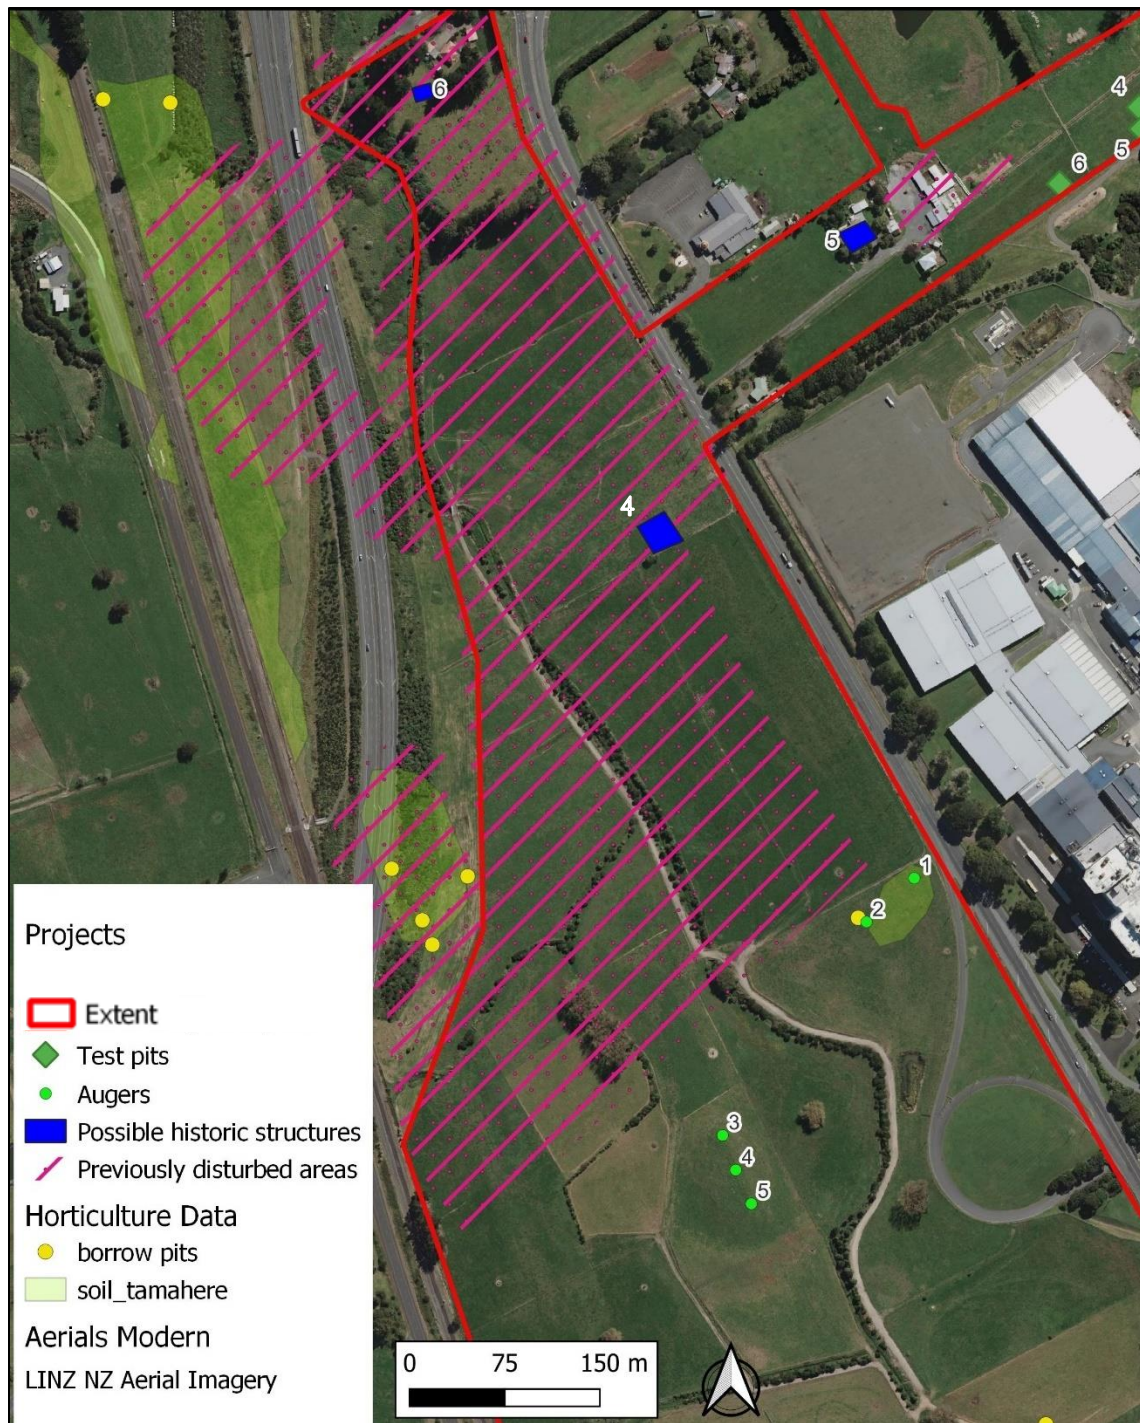 6
4
5
6
5
4
1
2
3
4
5
Projects
Extent
Test pits
Augers
Possible historic structures
Previously disturbed areas
Horticulture Data
borrow pits
soil_tamahere
Aerials Modern
LINZ NZ Aerial Imagery
0 75 150 m